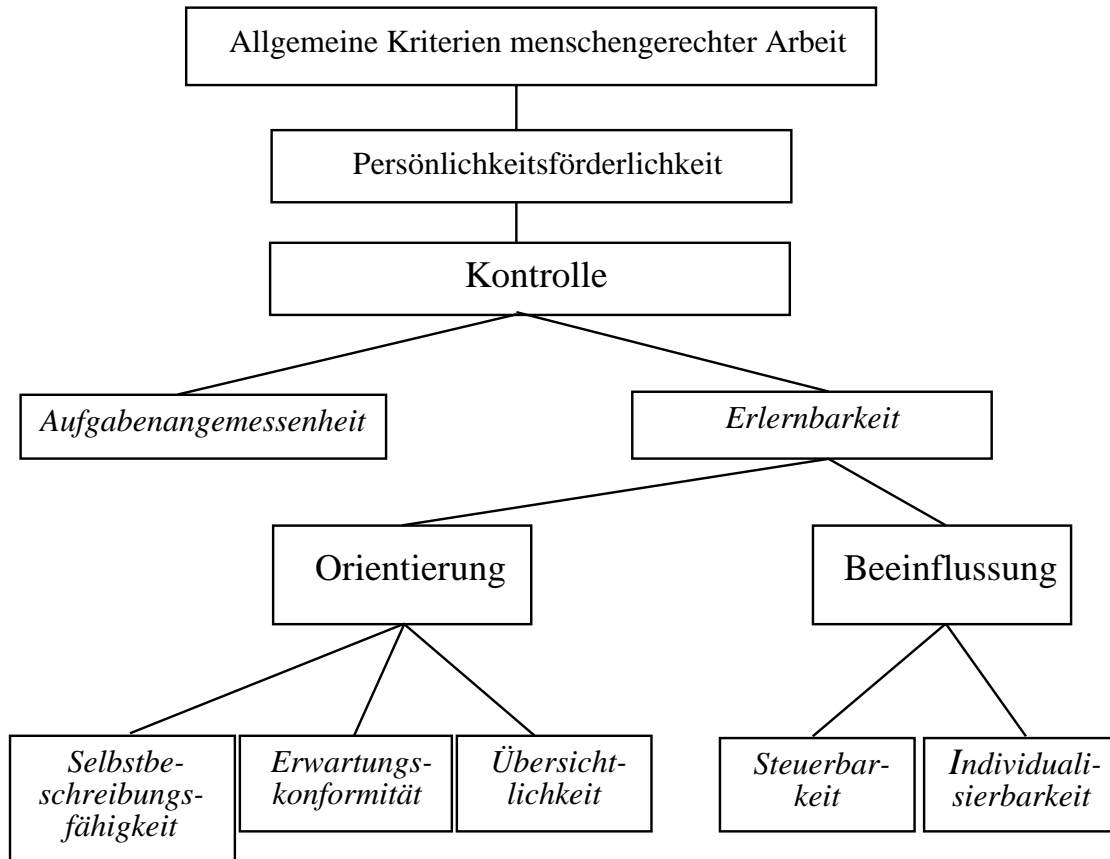 Allgemeine Kriterien menschengerechter Arbeit
Persönlichkeitsförderlichkeit
Kontrolle
Aufgabenangemessenheit
Erlernbarkeit
Orientierung
Beeinflussung
Selbstbe-
schreibungs-
fähigkeit
Erwartungs-
konformität
Übersicht-
lichkeit
Steuerbar-
keit
Individuali-
sierbarkeit